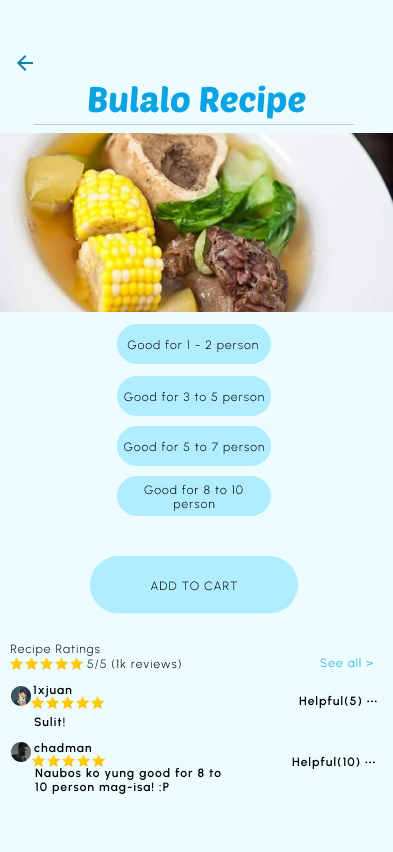 Bulalo Recipe
Good for 1 - 2 person
Good for 3 to 5 person
Good for 5 to 7 person
Good for 8 to 10
person
ADD TO CART
Recipe Ratings
5/5 (1k reviews)
See all >
1xjuan
Helpful(5) ...
Sulit!
chadman
Helpful(10) ...
Naubos ko yung good for 8 to
10 person mag-isa! :P